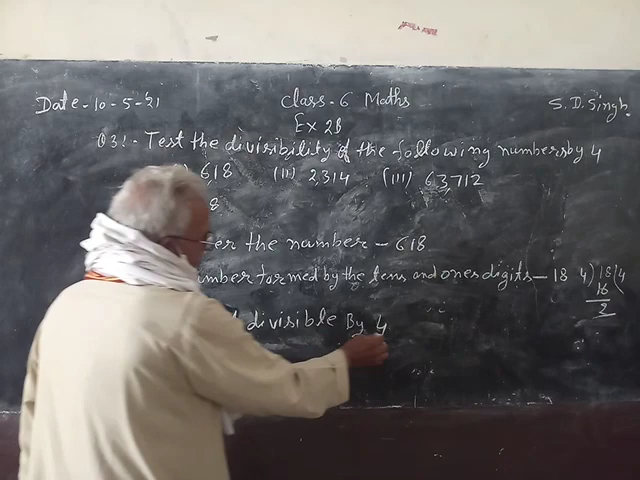 Date-10-5-21 Class-6 Maths S.D.Singh.
Ex 2B
Q3:- Test the divisibility of the following numbers by 4
618 (II) 2,314 (III) 63,712
8
the number - 618
formed by the tens and ones digits - 18 4)18(4
16
2
divisible By 4